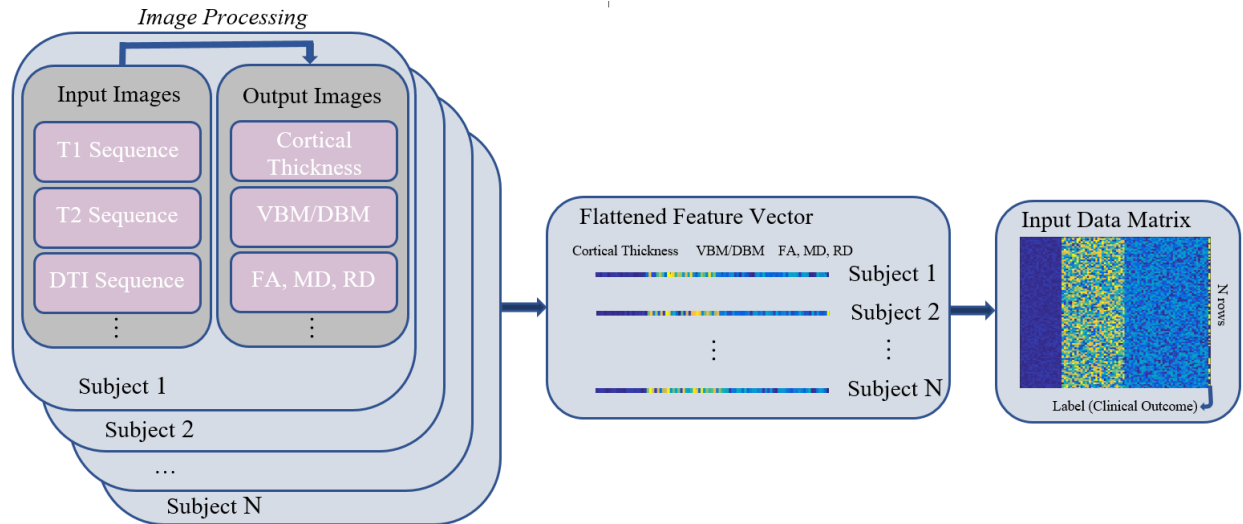 Image Processing
Input Images
T1 Sequence
T2 Sequence
DTI Sequence
⋮
Output Images
Cortical
Thickness
VBM/DBM
FA, MD, RD
⋮
Subject 1
Subject 2
...
Subject N
Flattened Feature Vector
Cortical Thickness VBM/DBM FA, MD, RD
Subject 1
Subject 2
⋮ ⋮
Subject N
Input Data Matrix
N rows
Label (Clinical Outcome)